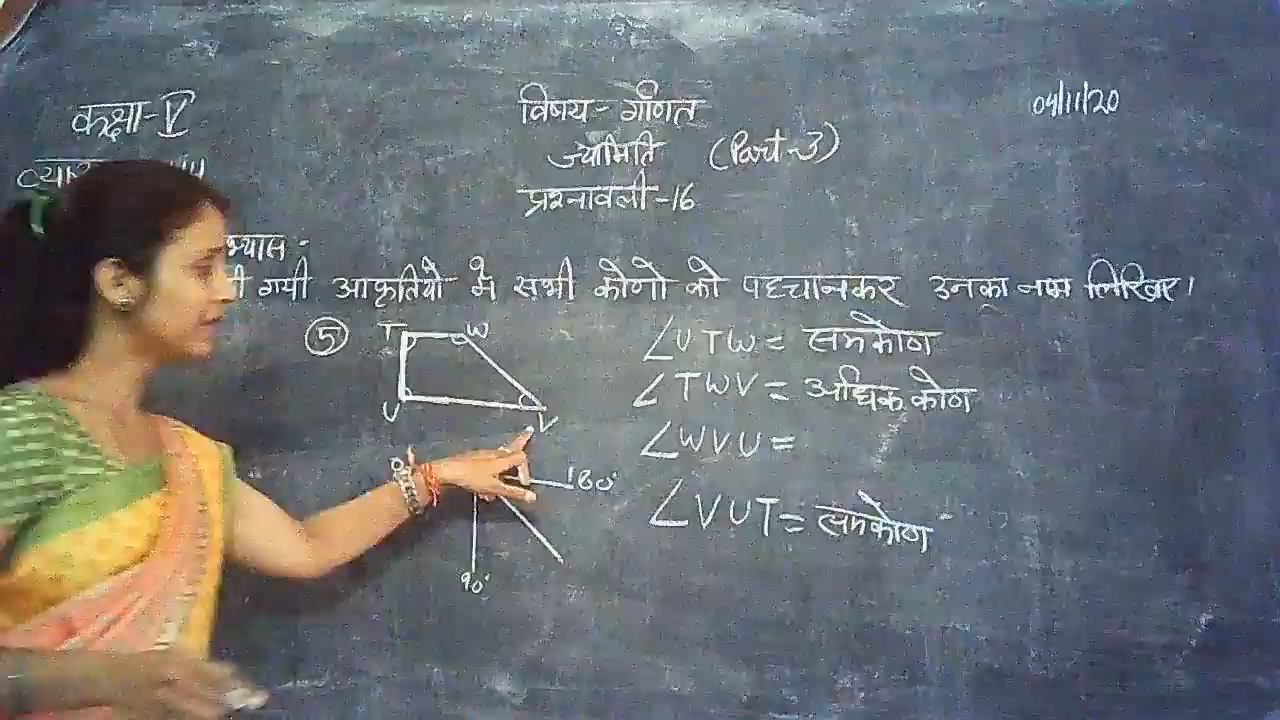 कक्षा-V
विषय- गणित
04/11/20
ज्यामिति (Part-3)
प्रश्नावली-16
भ्यास -
गयी आकृतियो में सभी कोणो को पहचानकर उनका नाम लिखिए।
5
T W
U V
∠UTW = समकोण
∠TWV = अधिक कोण
∠WVU =
∠VUT = समकोण
0
180°
90°